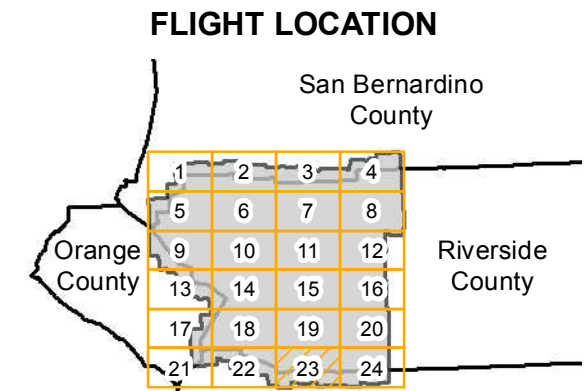 FLIGHT LOCATION
San Bernardino
County
1 2 3 4
5 6 7 8
Orange
County
9 10 11 12
Riverside
County
13 14 15 16
17 18 19 20
21 22 23 24